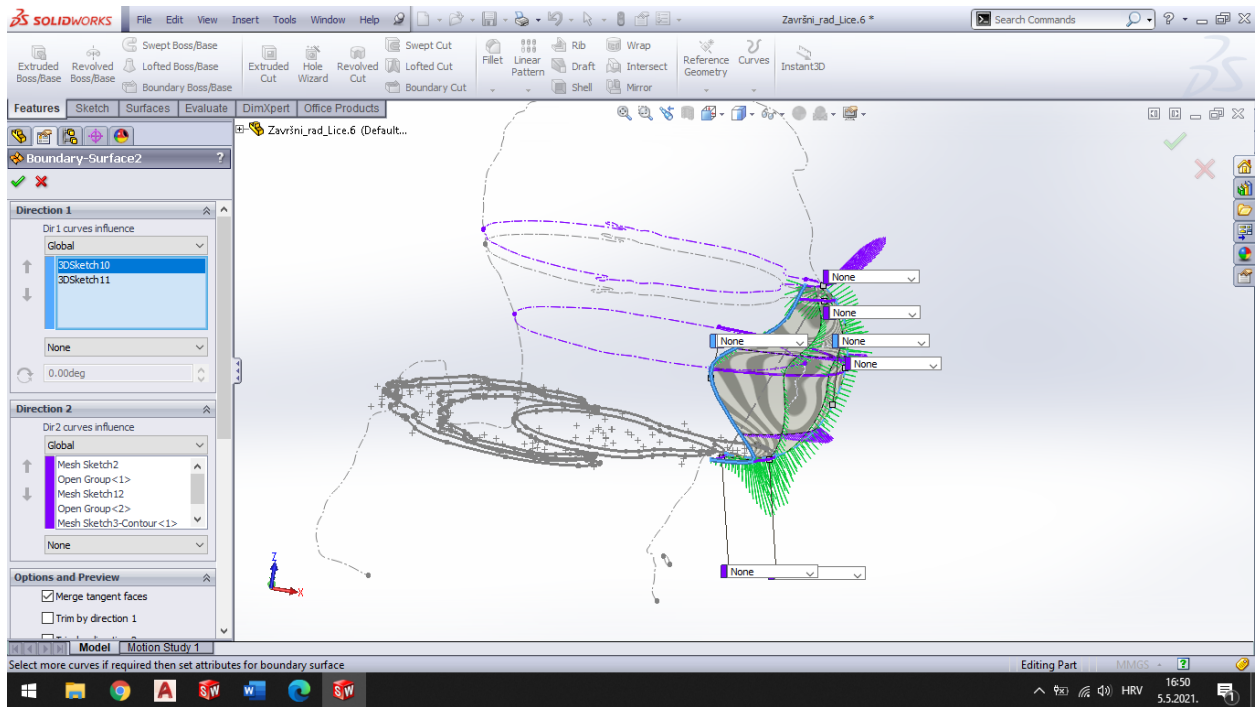 SOLIDWORKS File Edit View Insert Tools Window Help Završni_rad_Lice.6 * Search Commands ?
Extruded Boss/Base
Revolved Boss/Base
Swept Boss/Base
Lofted Boss/Base
Boundary Boss/Base
Extruded Cut
Hole Wizard
Revolved Cut
Swept Cut
Lofted Cut
Boundary Cut
Fillet
Linear Pattern
Rib
Draft
Shell
Wrap
Intersect
Mirror
Reference Geometry
Curves
Instant3D
Features Sketch Surfaces Evaluate DimXpert Office Products
Završni_rad_Lice.6 (Default...
Boundary-Surface2 ?
Direction 1
Dir1 curves influence
Global
3DSketch10
3DSketch11
None
0.00deg
Direction 2
Dir2 curves influence
Global
Mesh Sketch2
Open Group<1>
Mesh Sketch12
Open Group<2>
Mesh Sketch3-Contour<1>
None
Options and Preview
Merge tangent faces
Trim by direction 1
None
None
None
None
None
None
Z
X
Model Motion Study 1
Select more curves if required then set attributes for boundary surface Editing Part MMGS ?
HRV
16:50
5.5.2021.